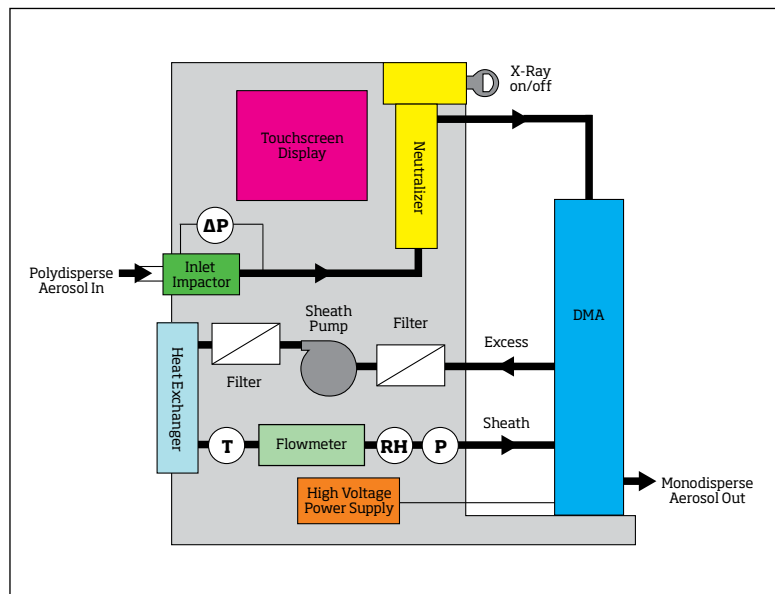 X-Ray
on/off
Touchscreen
Display
Neutralizer
ΔP
Polydisperse
Aerosol In
Inlet
Impactor
DMA
Sheath
Pump
Filter
Excess
Heat Exchanger
Filter
Sheath
T
Flowmeter
RH
P
High Voltage
Power Supply
Monodisperse
Aerosol Out